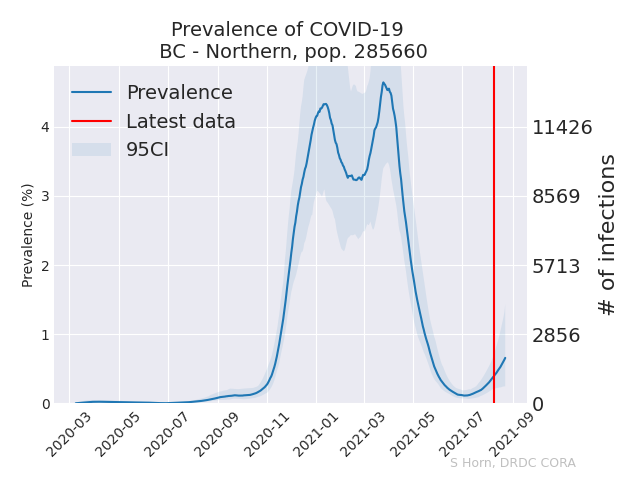 Prevalence of COVID-19
BC - Northern, pop. 285660
Prevalence
Latest data
95CI
Prevalence (%)
4
3
2
1
0
11426
8569
5713
2856
0
# of infections
2020-03
2020-05
2020-07
2020-09
2020-11
2021-01
2021-03
2021-05
2021-07
2021-09
S Horn, DRDC CORA